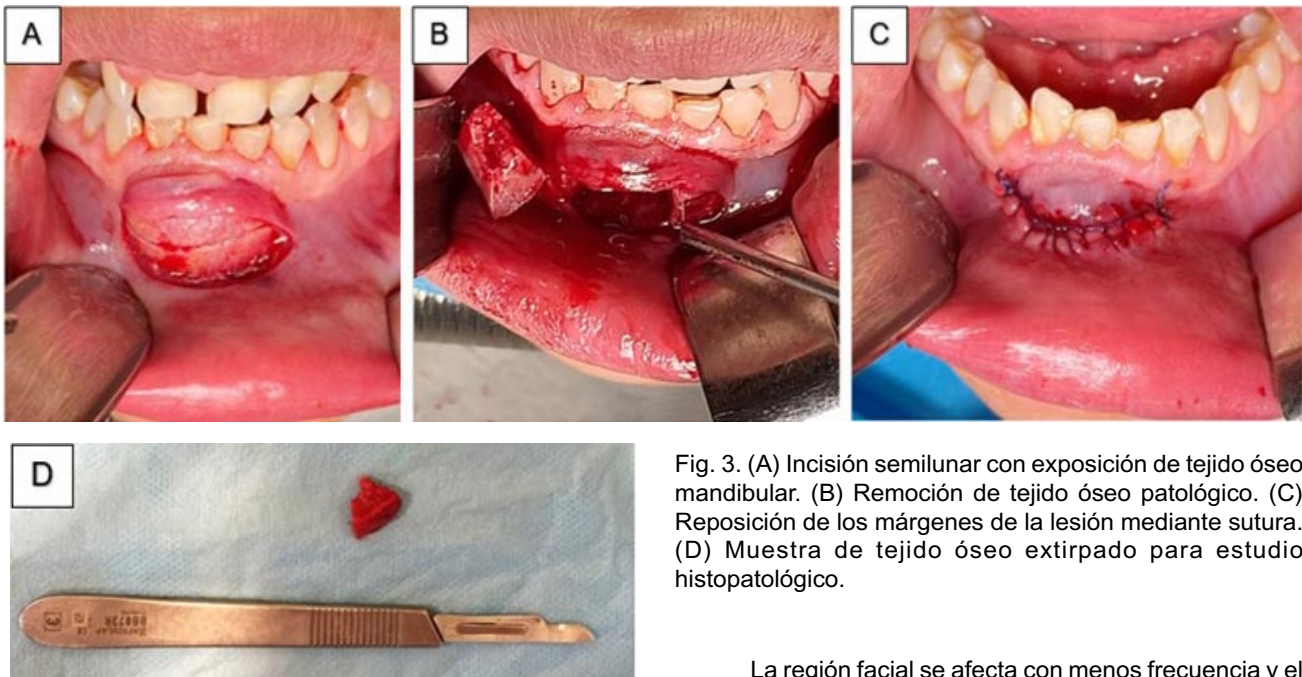 A
B
C
D
Fig. 3. (A) Incisión semilunar con exposición de tejido óseo
mandibular. (B) Remoción de tejido óseo patológico. (C)
Reposición de los márgenes de la lesión mediante sutura.
(D) Muestra de tejido óseo extirpado para estudio
histopatológico.
La región facial se afecta con menos frecuencia y el